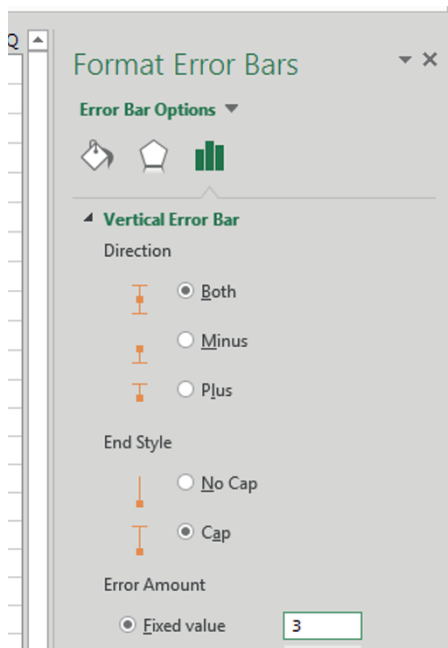 Q
Format Error Bars
Error Bar Options
Vertical Error Bar
Direction
Both
Minus
Plus
End Style
No Cap
Cap
Error Amount
Fixed value 3